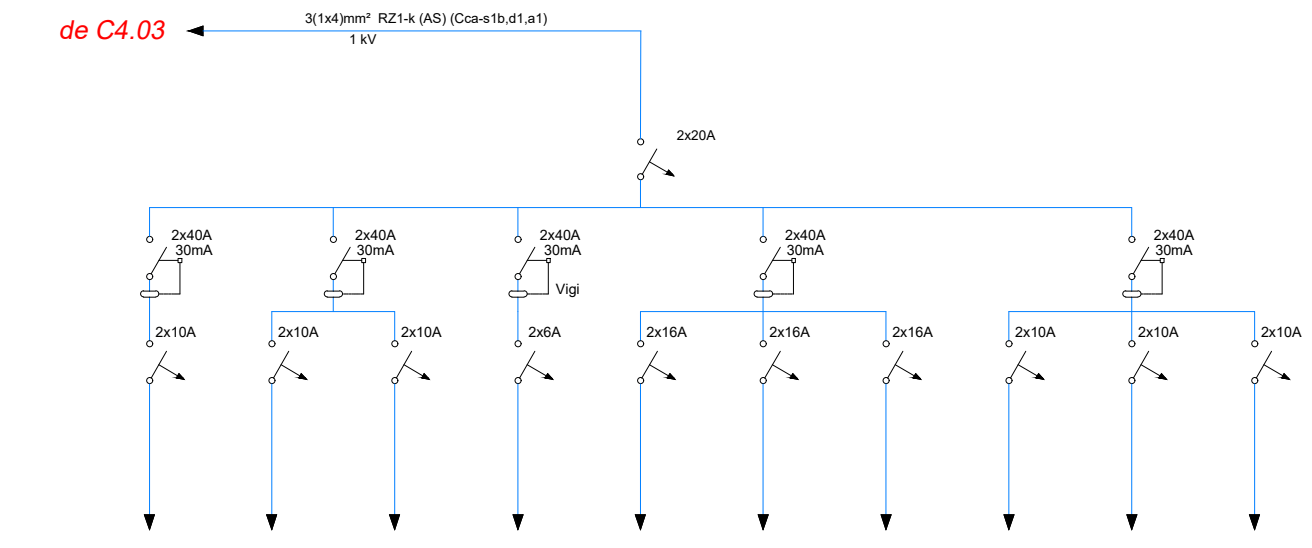 3(1x4)mm² RZ1-k (AS) (Cca-s1b,d1,a1)
de C4.03
1 kV
2x20A
2x40A
30mA
2x40A
30mA
2x40A
30mA
2x40A
30mA
2x40A
30mA
Vigi
2x10A
2x10A
2x10A
2x6A
2x16A
2x16A
2x16A
2x10A
2x10A
2x10A